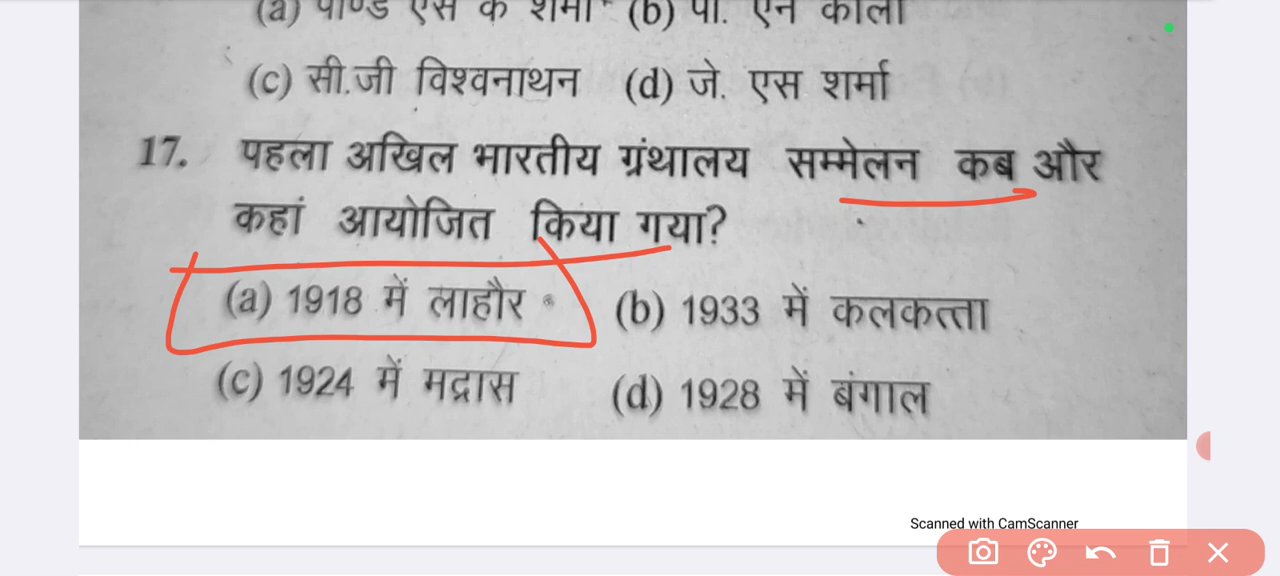 (c) सी.जी विश्वनाथन (d) जे. एस शर्मा
17. पहला अखिल भारतीय ग्रंथालय सम्मेलन कब और
कहां आयोजित किया गया?
(a) 1918 में लाहौर (b) 1933 में कलकत्ता
(c) 1924 में मद्रास (d) 1928 में बंगाल
Scanned with CamScanner